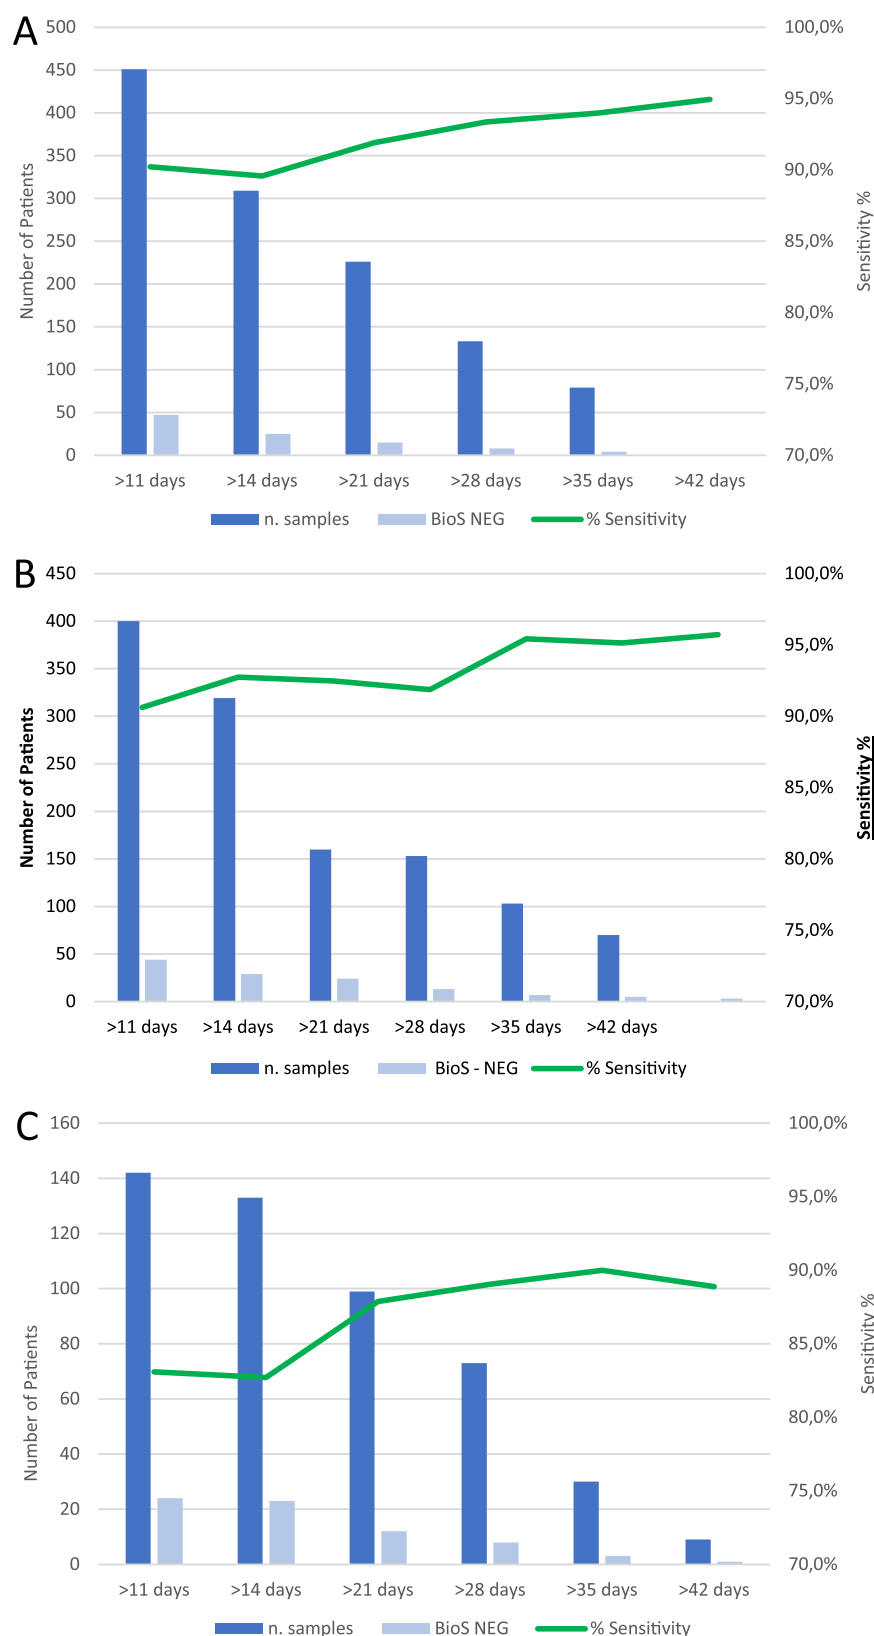 A
500 100,0%
450
400 95,0%
350
300 90,0%
250 85,0%
200
150 80,0%
100 75,0%
50
0 70,0%
Number of Patients
Sensitivity %
>11 days >14 days >21 days >28 days >35 days >42 days
n. samples BioS NEG % Sensitivity
B
450 100,0%
400
350 95,0%
300 90,0%
250
200 85,0%
150 80,0%
100 75,0%
50
0 70,0%
Number of Patients
Sensitivity %
>11 days >14 days >21 days >28 days >35 days >42 days
n. samples BioS - NEG % Sensitivity
C
160 100,0%
140 95,0%
120
100 90,0%
80 85,0%
60
40 80,0%
20 75,0%
0 70,0%
Number of Patients
Sensitivity %
>11 days >14 days >21 days >28 days >35 days >42 days
n. samples BioS NEG % Sensitivity